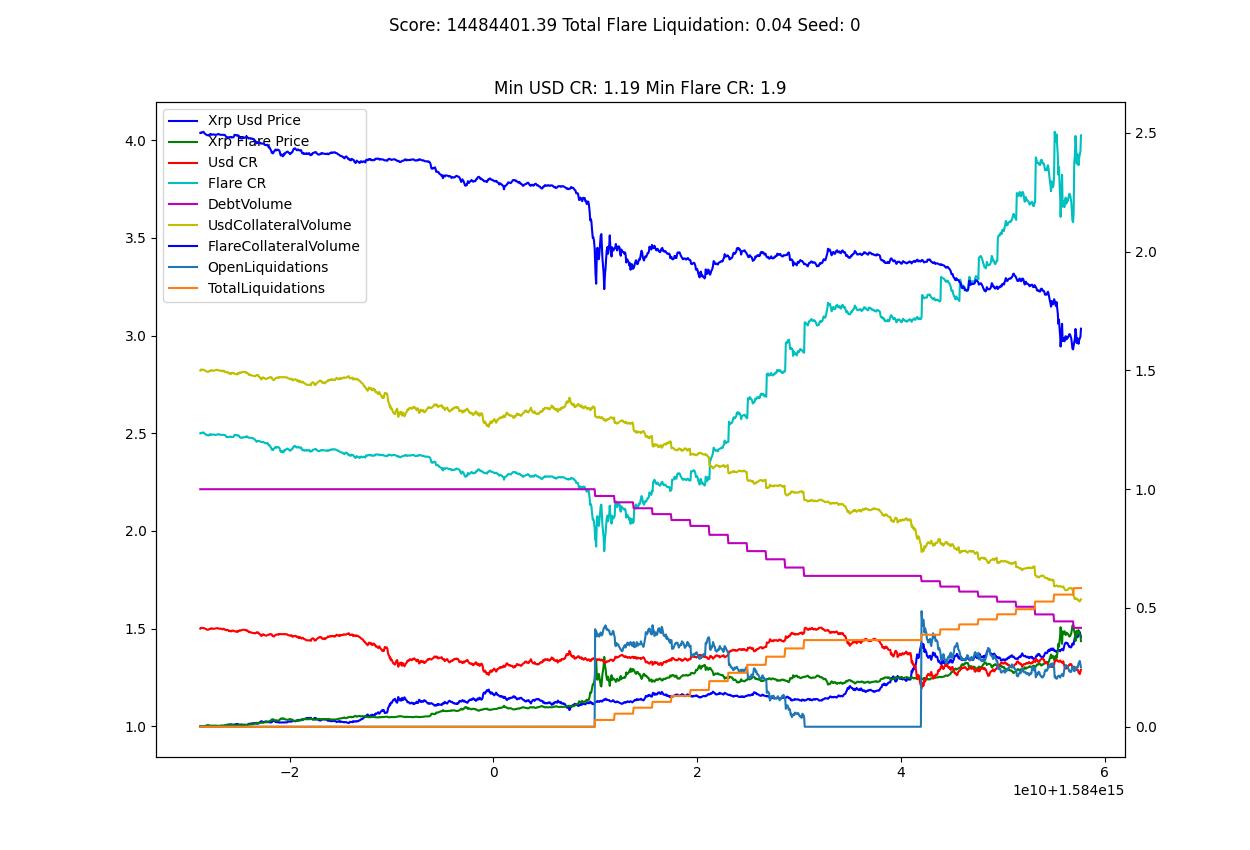 Score: 14484401.39 Total Flare Liquidation: 0.04 Seed: 0
Min USD CR: 1.19 Min Flare CR: 1.9
Xrp Usd Price
Xrp Flare Price
Usd CR
Flare CR
DebtVolume
UsdCollateralVolume
FlareCollateralVolume
OpenLiquidations
TotalLiquidations
4.0
3.5
3.0
2.5
2.0
1.5
1.0
2.5
2.0
1.5
1.0
0.5
0.0
−2 0 2 4 6
1e10+1.584e15